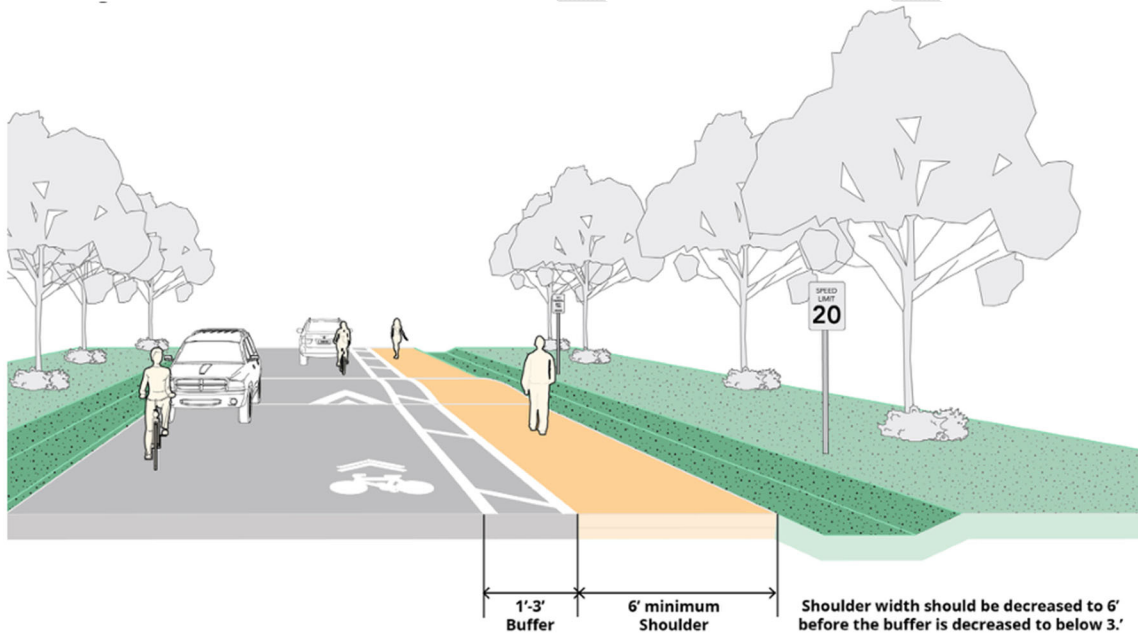 SPEED
LIMIT
20
1’-3’
Buffer
6’ minimum
Shoulder
Shoulder width should be decreased to 6’
before the buffer is decreased to below 3.’